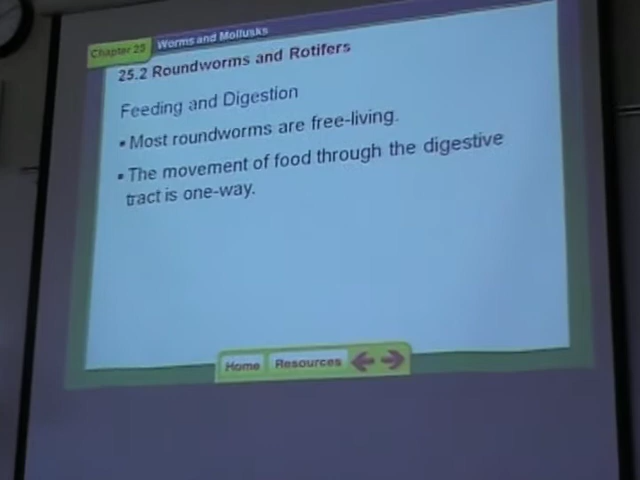 Chapter 25 Worms and Mollusks
25.2 Roundworms and Rotifers
Feeding and Digestion
▪ Most roundworms are free-living.
▪ The movement of food through the digestive
tract is one-way.
Home Resources